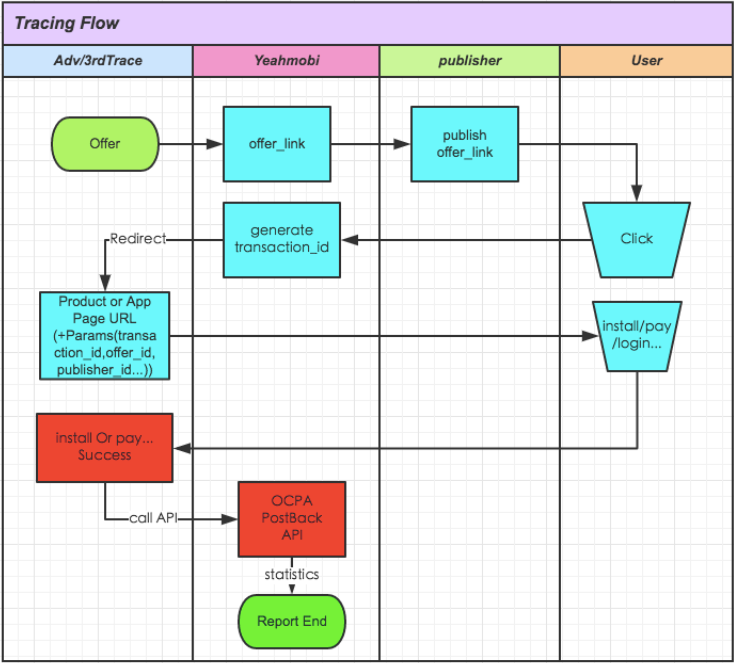 Tracing Flow
Adv/3rdTrace
Yeahmobi
publisher
User
Offer
offer_link
publish
offer_link
Click
generate
transaction_id
Redirect
Product or App
Page URL
(+Params(transa
ction_id,offer_id,
publisher_id...))
install/pay
/login...
install Or pay...
Success
call API
OCPA
PostBack
API
statistics
Report End